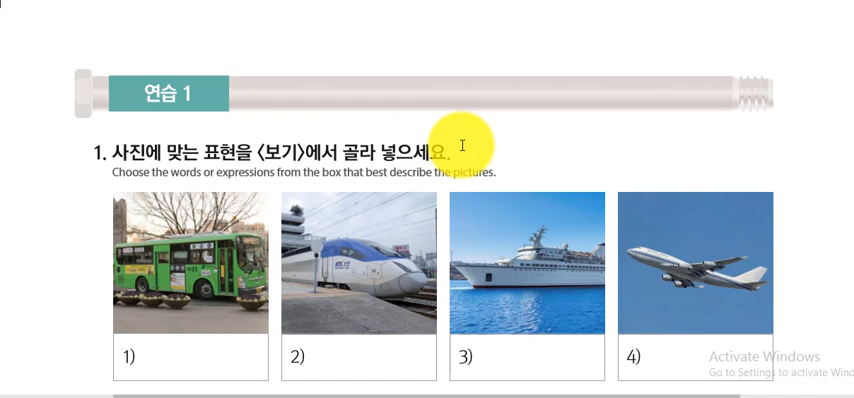 연습 1
1. 사진에 맞는 표현을 〈보기〉에서 골라 넣으세요.
Choose the words or expressions from the box that best describe the pictures.
1)
2)
3)
4)
Activate Windows
Go to Settings to activate Wind